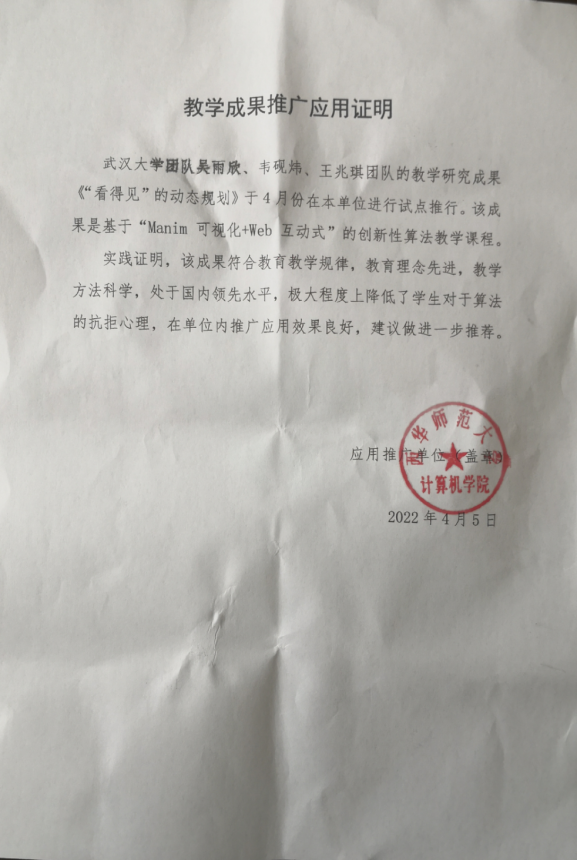 教学成果推广应用证明
武汉大学团队吴雨欣、韦砚炜、王兆琪团队的教学研究成果
《“看得见”的动态规划》于4月份在本单位进行试点推行。该成
果是基于“Manim 可视化+Web 互动式”的创新性算法教学课程。
实践证明，该成果符合教育教学规律，教育理念先进，教学
方法科学，处于国内领先水平，极大程度上降低了学生对于算法
的抗拒心理，在单位内推广应用效果良好，建议做进一步推荐。
应用推广单位（盖章）
西华师范大学
计算机学院
2022年4月5日